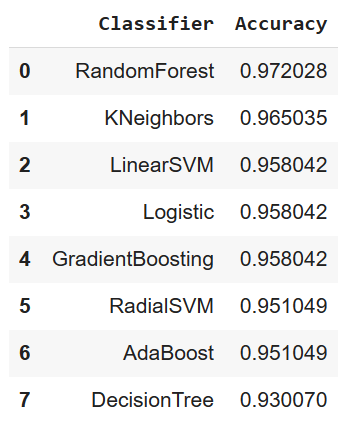 Classifier Accuracy
0 RandomForest 0.972028
1 KNeighbors 0.965035
2 LinearSVM 0.958042
3 Logistic 0.958042
4 GradientBoosting 0.958042
5 RadialSVM 0.951049
6 AdaBoost 0.951049
7 DecisionTree 0.930070